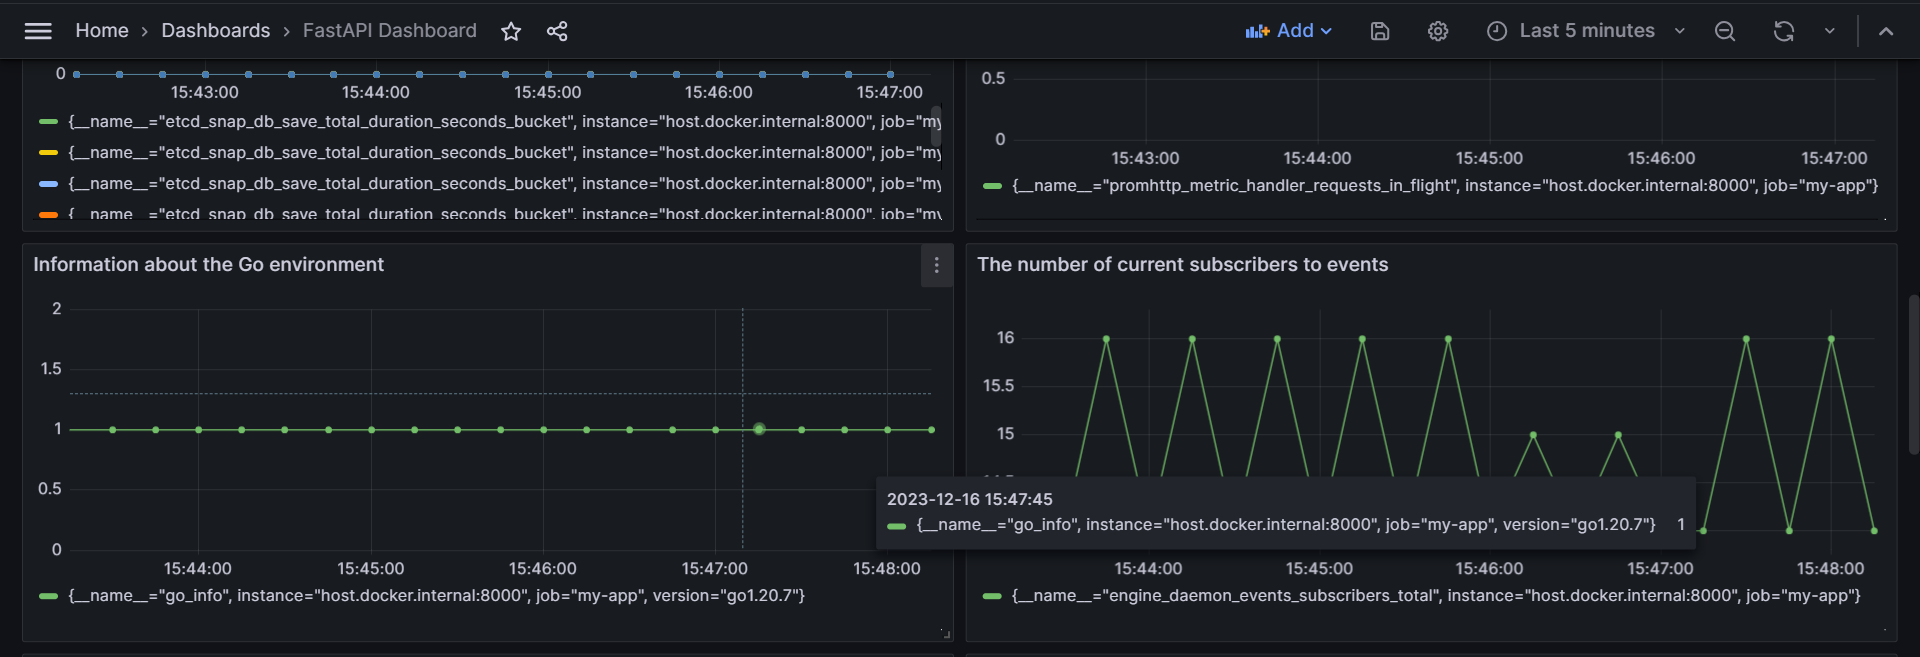 Home › Dashboards › FastAPI Dashboard
Add
Last 5 minutes
0
15:43:00 15:44:00 15:45:00 15:46:00 15:47:00
{__name__="etcd_snap_db_save_total_duration_seconds_bucket", instance="host.docker.internal:8000", job="my
{__name__="etcd_snap_db_save_total_duration_seconds_bucket", instance="host.docker.internal:8000", job="my
{__name__="etcd_snap_db_save_total_duration_seconds_bucket", instance="host.docker.internal:8000", job="my
{__name__="etcd_snap_db_save_total_duration_seconds_bucket", instance="host.docker.internal:8000", job="my
0.5
0
15:43:00 15:44:00 15:45:00 15:46:00 15:47:00
{__name__="promhttp_metric_handler_requests_in_flight", instance="host.docker.internal:8000", job="my-app"}
Information about the Go environment
2
1.5
1
0.5
0
15:44:00 15:45:00 15:46:00 15:47:00 15:48:00
{__name__="go_info", instance="host.docker.internal:8000", job="my-app", version="go1.20.7"}
The number of current subscribers to events
16
15.5
15
2023-12-16 15:47:45
{__name__="go_info", instance="host.docker.internal:8000", job="my-app", version="go1.20.7"} 1
15:44:00 15:45:00 15:46:00 15:47:00 15:48:00
{__name__="engine_daemon_events_subscribers_total", instance="host.docker.internal:8000", job="my-app"}